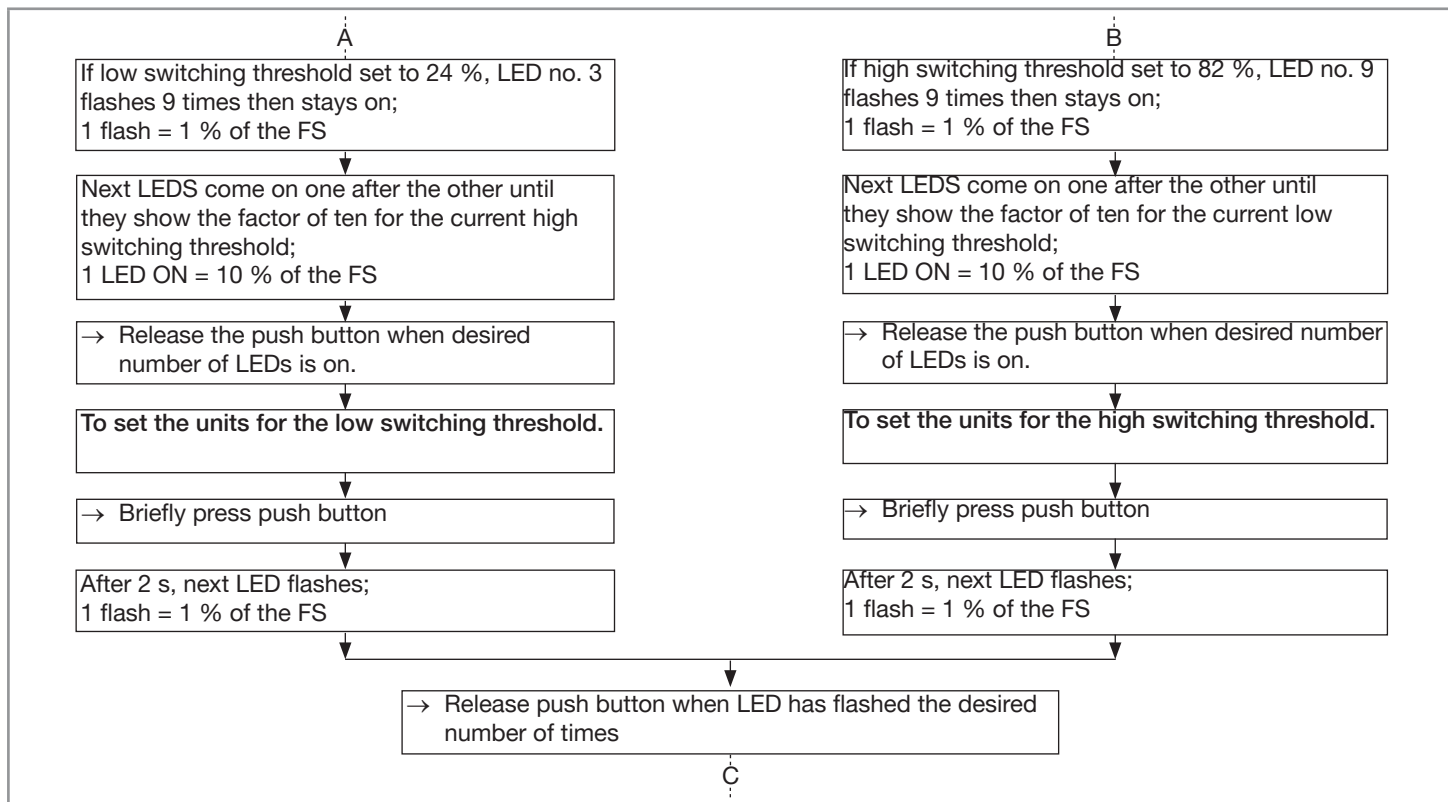 A
If low switching threshold set to 24 %, LED no. 3
flashes 9 times then stays on;
1 flash = 1 % of the FS
Next LEDS come on one after the other until
they show the factor of ten for the current high
switching threshold;
1 LED ON = 10 % of the FS
→ Release the push button when desired
number of LEDs is on.
To set the units for the low switching threshold.
→ Briefly press push button
After 2 s, next LED flashes;
1 flash = 1 % of the FS
B
If high switching threshold set to 82 %, LED no. 9
flashes 9 times then stays on;
1 flash = 1 % of the FS
Next LEDS come on one after the other until
they show the factor of ten for the current low
switching threshold;
1 LED ON = 10 % of the FS
→ Release the push button when desired number
of LEDs is on.
To set the units for the high switching threshold.
→ Briefly press push button
After 2 s, next LED flashes;
1 flash = 1 % of the FS
→ Release push button when LED has flashed the desired
number of times
C